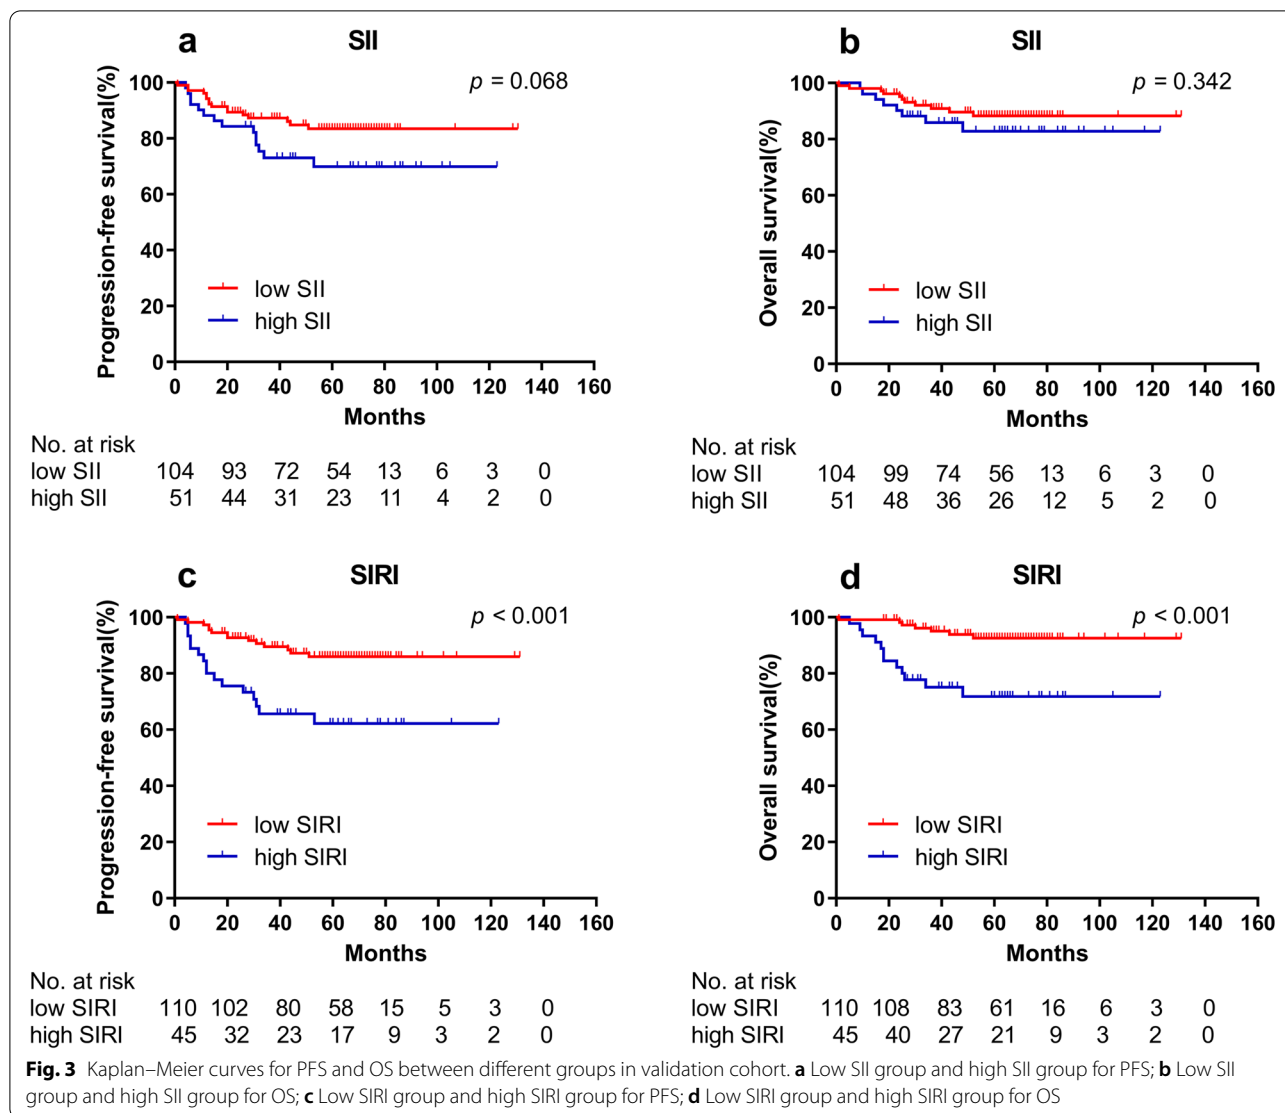 a SII
p = 0.068
Progression-free survival(%)
100
80
60
40
20
0
low SII
high SII
0 20 40 60 80 100 120 140 160
Months
No. at risk
low SII 104 93 72 54 13 6 3 0
high SII 51 44 31 23 11 4 2 0
b SII
p = 0.342
Overall survival(%)
100
80
60
40
20
0
low SII
high SII
0 20 40 60 80 100 120 140 160
Months
No. at risk
low SII 104 99 74 56 13 6 3 0
high SII 51 48 36 26 12 5 2 0
c SIRI
p < 0.001
Progression-free survival(%)
100
80
60
40
20
0
low SIRI
high SIRI
0 20 40 60 80 100 120 140 160
Months
No. at risk
low SIRI 110 102 80 58 15 5 3 0
high SIRI 45 32 23 17 9 3 2 0
d SIRI
p < 0.001
Overall survival(%)
100
80
60
40
20
0
low SIRI
high SIRI
0 20 40 60 80 100 120 140 160
Months
No. at risk
low SIRI 110 108 83 61 16 6 3 0
high SIRI 45 40 27 21 9 3 2 0
Fig. 3 Kaplan–Meier curves for PFS and OS between different groups in validation cohort. a Low SII group and high SII group for PFS; b Low SII
group and high SII group for OS; c Low SIRI group and high SIRI group for PFS; d Low SIRI group and high SIRI group for OS